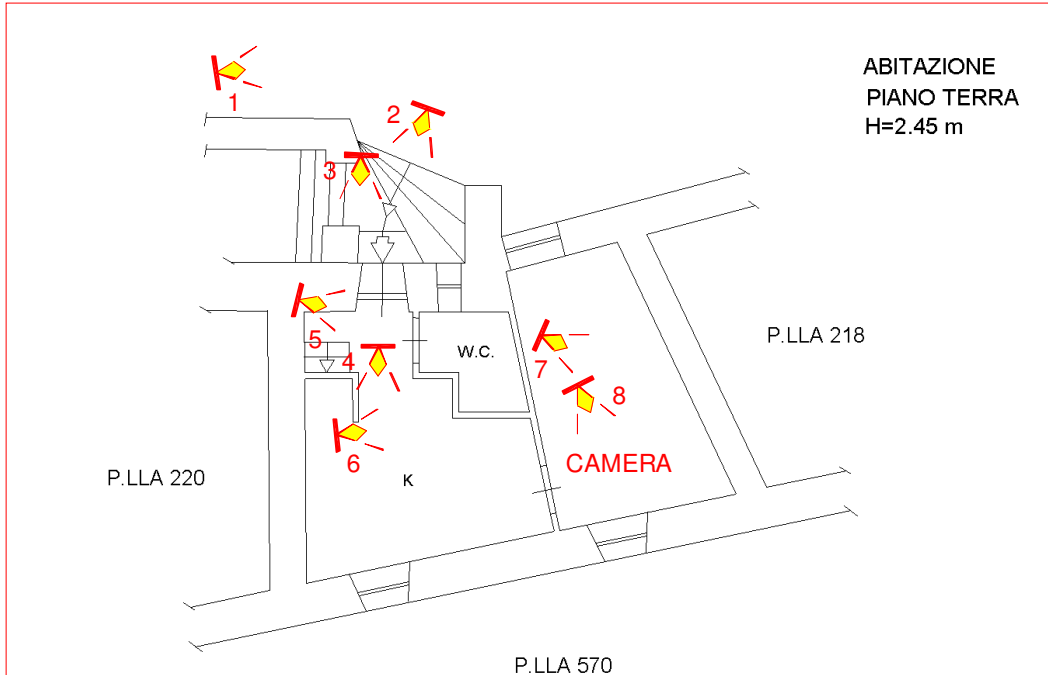 ABITAZIONE
PIANO TERRA
H=2.45 m
1
2
3
5
4
W.C.
7
8
P.LLA 218
6
CAMERA
K
P.LLA 220
P.LLA 570